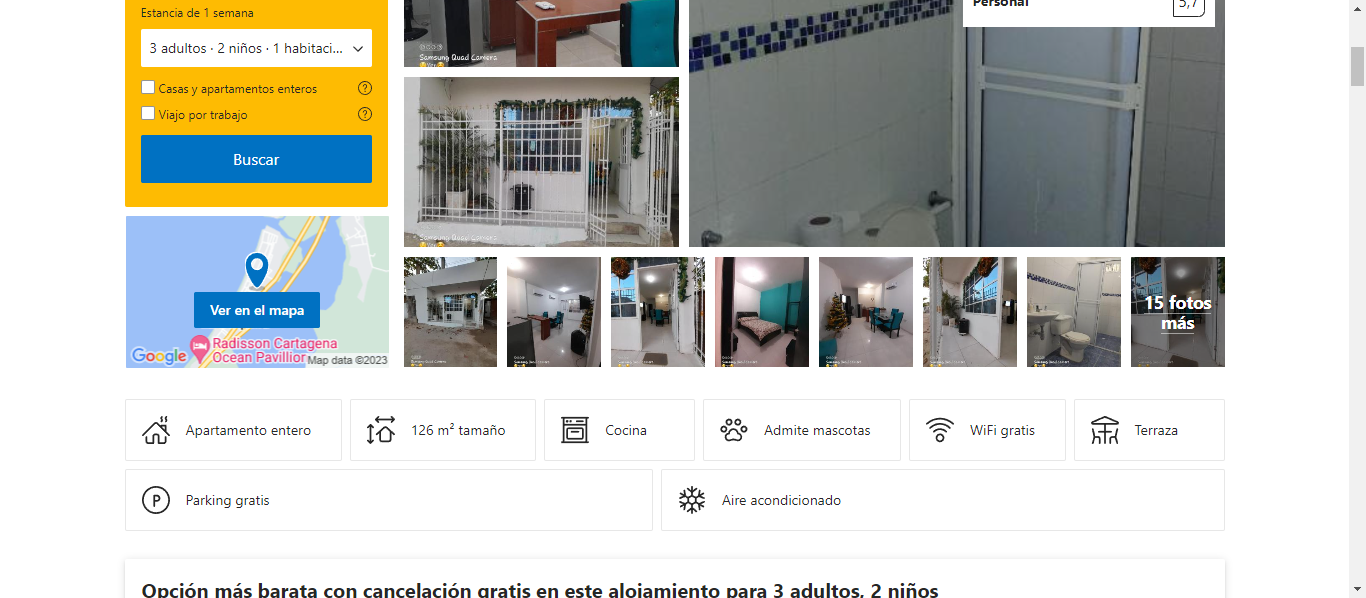 Estancia de 1 semana
3 adultos · 2 niños · 1 habitaci...
Casas y apartamentos enteros
Viajo por trabajo
Buscar
Personal
5,7
Samsung Quad Camera
Samsung Quad Camera
Ver en el mapa
Google
Radisson Cartagena
Ocean Pavillion
Map data ©2023
15 fotos
más
Apartamento entero
126 m² tamaño
Cocina
Admite mascotas
WiFi gratis
Terraza
Parking gratis
Aire acondicionado
Opción más barata con cancelación gratis en este alojamiento para 3 adultos, 2 niños